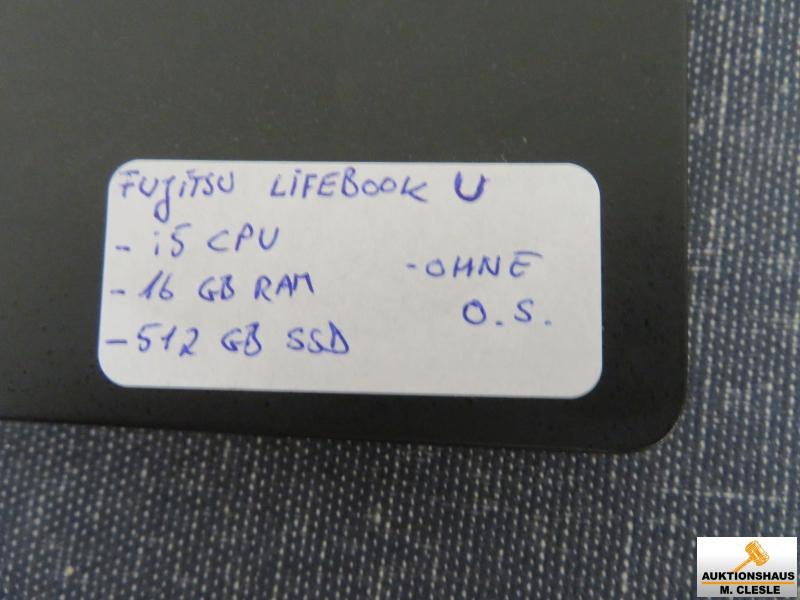 FUJITSU LIFEBOOK U
- i5 CPU
- 16 GB RAM
- 512 GB SSD
- OHNE
O.S.
AUKTIONSHAUS
M. CLESLE